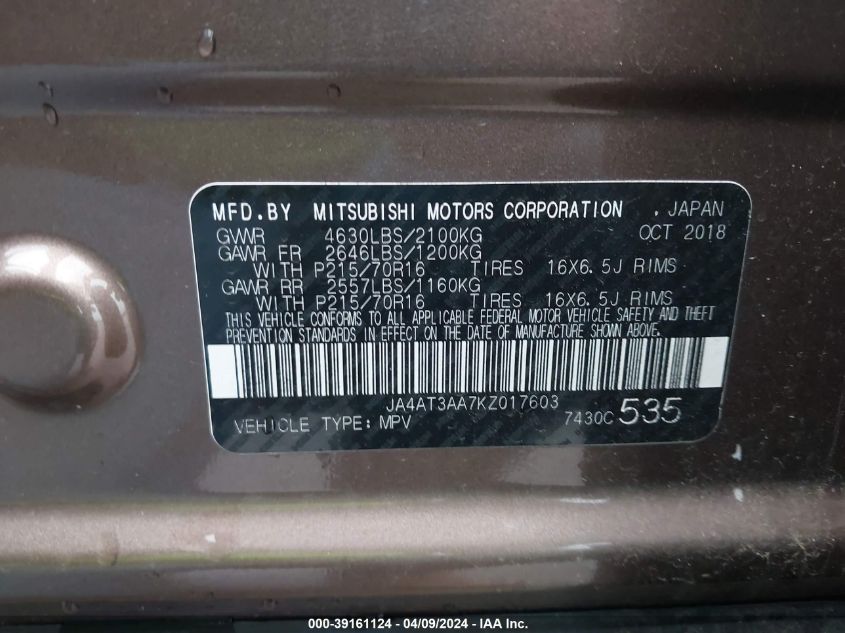 MFD.BY MITSUBISHI MOTORS CORPORATION . JAPAN
GVWR 4630LBS/2100KG OCT 2018
GAWR FR 2646LBS/1200KG
WITH P215/70R16 TIRES 16X6.5J RIMS
GAWR RR 2557LBS/1160KG
WITH P215/70R16 TIRES 16X6.5J RIMS
THIS VEHICLE CONFORMS TO ALL APPLICABLE FEDERAL MOTOR VEHICLE SAFETY AND THEFT
PREVENTION STANDARDS IN EFFECT ON THE DATE OF MANUFACTURE SHOWN ABOVE.
JA4AT3AA7KZ017603
VEHICLE TYPE:MPV 7430C 535
000-39161124 - 04/09/2024 - IAA Inc.